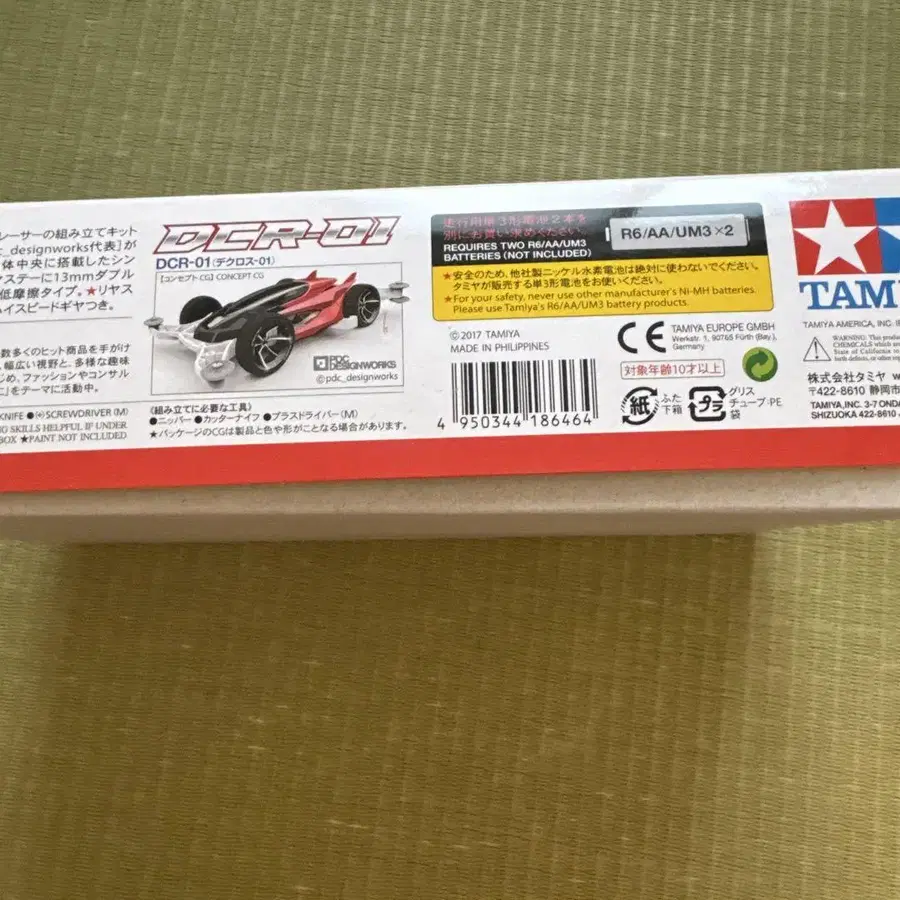 レーサーの組み立てキット
pdc_designworks代表]が
体中央に搭載したシン
ステーに13mmダブル
低摩擦タイプ。★リヤス
ハイスピードギヤつき。
数多くのヒット商品を手がけ
、幅広い視野と、多様な趣味
じめ、ファッションやコンサル
」をテーマに活動中。
KNIFE ●⊕SCREWDRIVER (M)
G SKILLS HELPFUL IF UNDER
BOX ★PAINT NOT INCLUDED
DCR-01
DCR-01(デクロス-01)
[コンセプトCG] CONCEPT CG
PDC DESIGNWORKS
©pdc_designworks
《組み立てに必要な工具》
●ニッパー ●カッターナイフ ●プラスドライバー(M)
★パッケージのCGは製品と色や形がことなる場合があります。
走行用単3形電池2本を
別にお買い求めください。
REQUIRES TWO R6/AA/UM3
BATTERIES (NOT INCLUDED)
R6/AA/UM3×2
★安全のため、他社製ニッケル水素電池は絶対に使わないでください。
タミヤが販売する単3形電池をお使いください。
★For your safety, never use other manufacturer's Ni-MH batteries.
Please use Tamiya's R6/AA/UM3 battery products.
©2017 TAMIYA
MADE IN PHILIPPINES
4 950344 186464
CE
TAMIYA EUROPE GMBH
Werkstr. 1, 90765 Fürth (Bay.),
Germany
対象年齢10才以上
紙
ふた
下箱
プラ
グリス
チューブ:PE
袋
TAM
TAMIYA AMERICA, INC.
WARNING:
CHEMICALS which are
State of California to
birth defects, or other
株式会社タミヤ
〒422-8610 静岡市
TAMIYA, INC. 3-7 ONDA
SHIZUOKA 422-8610